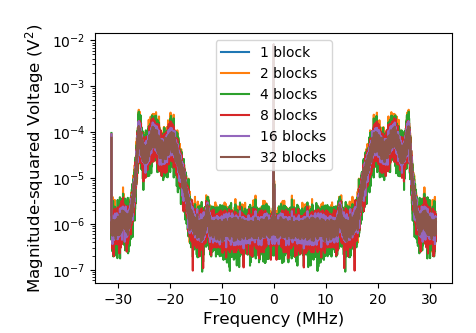 10⁻²
10⁻³
10⁻⁴
10⁻⁵
10⁻⁶
10⁻⁷
Magnitude-squared Voltage (V²)
1 block
2 blocks
4 blocks
8 blocks
16 blocks
32 blocks
−30 −20 −10 0 10 20 30
Frequency (MHz)